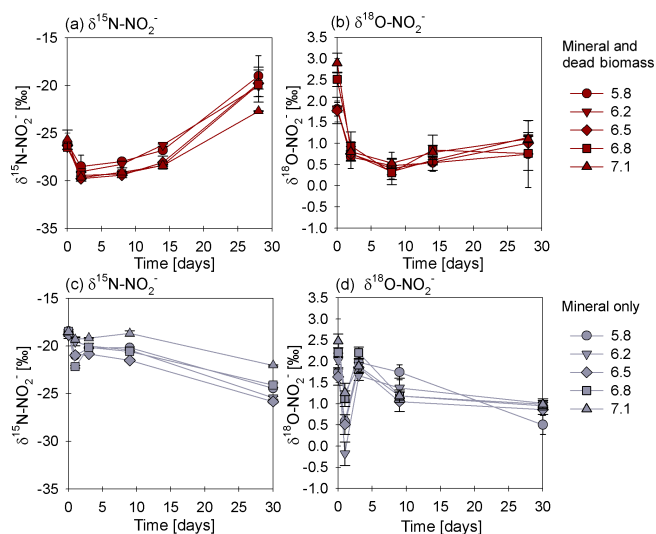 (a) δ¹⁵N-NO₂⁻
(b) δ¹⁸O-NO₂⁻
δ¹⁵N-NO₂⁻ [‰]
-15
-20
-25
-30
-35
0 5 10 15 20 25 30
Time [days]
δ¹⁸O-NO₂⁻ [‰]
3.5
3.0
2.5
2.0
1.5
1.0
0.5
0.0
-0.5
-1.0
0 5 10 15 20 25 30
Time [days]
Mineral and
dead biomass
5.8
6.2
6.5
6.8
7.1
(c) δ¹⁵N-NO₂⁻
(d) δ¹⁸O-NO₂⁻
δ¹⁵N-NO₂⁻ [‰]
-15
-20
-25
-30
-35
0 5 10 15 20 25 30
Time [days]
δ¹⁸O-NO₂⁻ [‰]
3.5
3.0
2.5
2.0
1.5
1.0
0.5
0.0
-0.5
-1.0
0 5 10 15 20 25 30
Time [days]
Mineral only
5.8
6.2
6.5
6.8
7.1